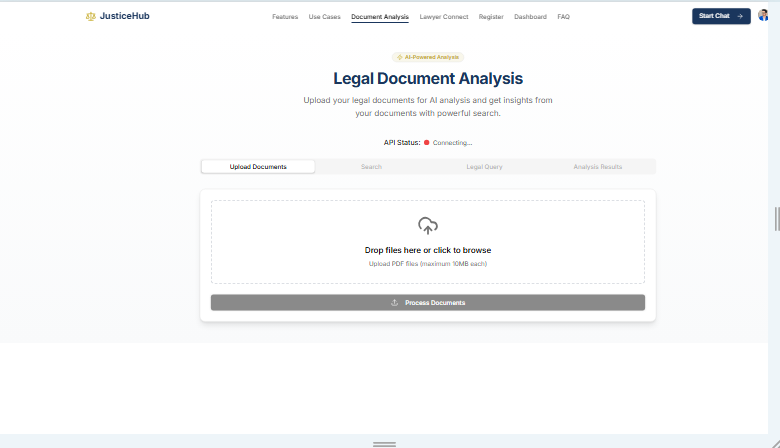 JusticeHub
Features Use Cases Document Analysis Lawyer Connect Register Dashboard FAQ
Start Chat →
AI-Powered Analysis
Legal Document Analysis
Upload your legal documents for AI analysis and get insights from
your documents with powerful search.
API Status: Connecting...
Upload Documents Search Legal Query Analysis Results
Drop files here or click to browse
Upload PDF files (maximum 10MB each)
Process Documents